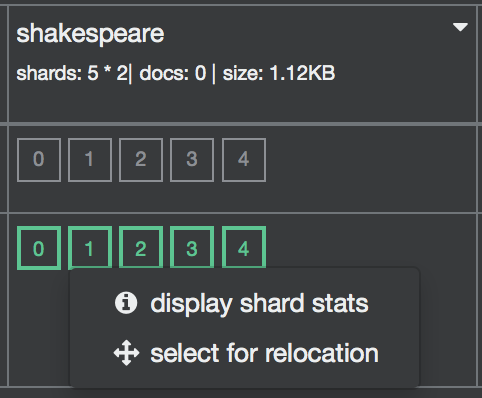 shakespeare
shards: 5 * 2| docs: 0 | size: 1.12KB
0 1 2 3 4
0 1 2 3 4
display shard stats
select for relocation